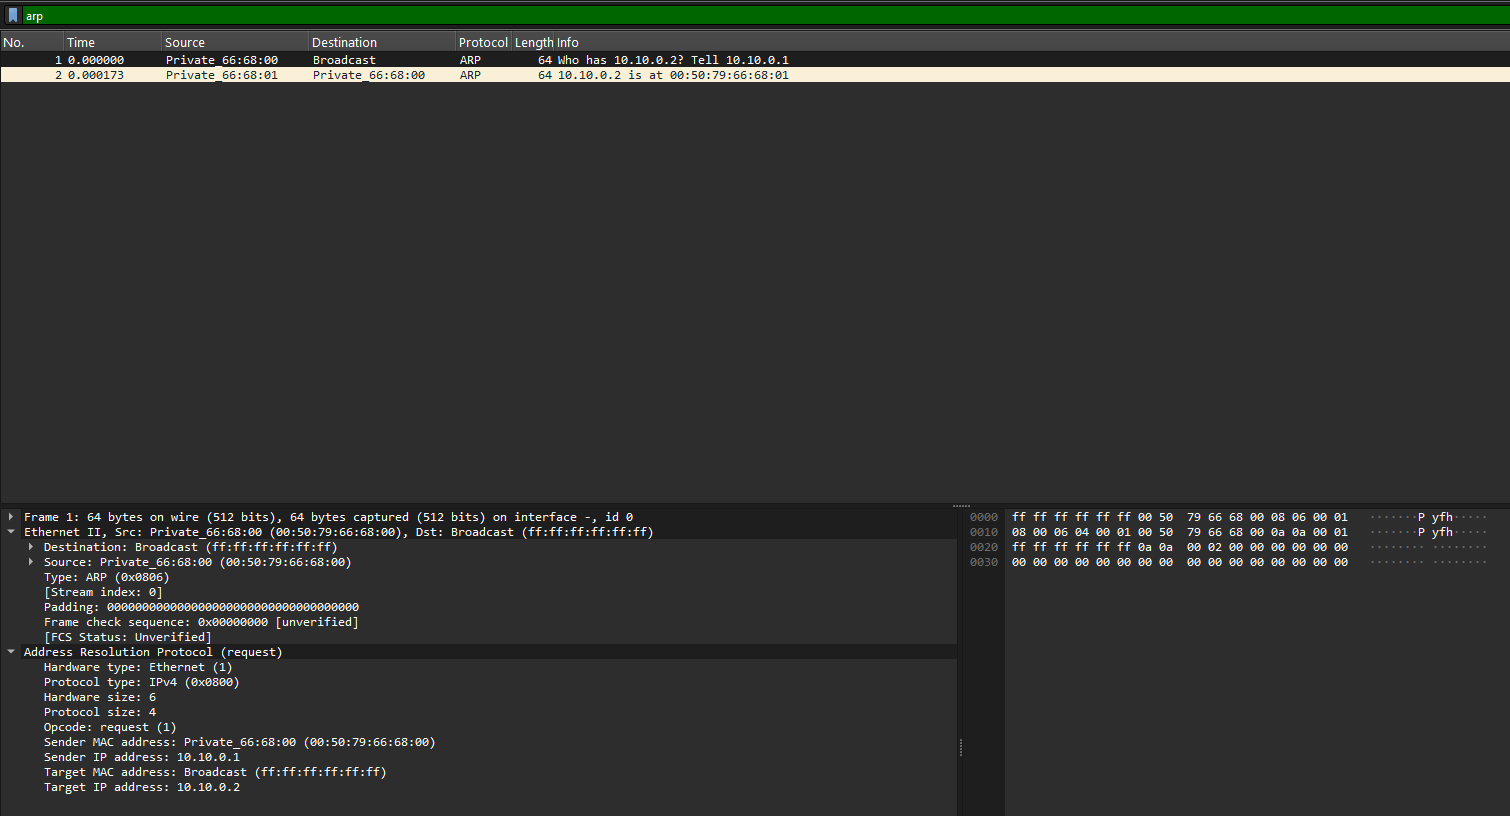 arp
No. Time Source Destination Protocol Length Info
1 0.000000 Private_66:68:00 Broadcast ARP 64 Who has 10.10.0.2? Tell 10.10.0.1
2 0.000173 Private_66:68:01 Private_66:68:00 ARP 64 10.10.0.2 is at 00:50:79:66:68:01
Frame 1: 64 bytes on wire (512 bits), 64 bytes captured (512 bits) on interface -, id 0
Ethernet II, Src: Private_66:68:00 (00:50:79:66:68:00), Dst: Broadcast (ff:ff:ff:ff:ff:ff)
Destination: Broadcast (ff:ff:ff:ff:ff:ff)
Source: Private_66:68:00 (00:50:79:66:68:00)
Type: ARP (0x0806)
[Stream index: 0]
Padding: 000000000000000000000000000000000000
Frame check sequence: 0x00000000 [unverified]
[FCS Status: Unverified]
Address Resolution Protocol (request)
Hardware type: Ethernet (1)
Protocol type: IPv4 (0x0800)
Hardware size: 6
Protocol size: 4
Opcode: request (1)
Sender MAC address: Private_66:68:00 (00:50:79:66:68:00)
Sender IP address: 10.10.0.1
Target MAC address: Broadcast (ff:ff:ff:ff:ff:ff)
Target IP address: 10.10.0.2
0000 ff ff ff ff ff ff 00 50 79 66 68 00 08 06 00 01 ·······P yfh·····
0010 08 00 06 04 00 01 00 50 79 66 68 00 0a 0a 00 01 ·······P yfh·····
0020 ff ff ff ff ff ff 0a 0a 00 02 00 00 00 00 00 00 ········ ········
0030 00 00 00 00 00 00 00 00 00 00 00 00 00 00 00 00 ········ ········